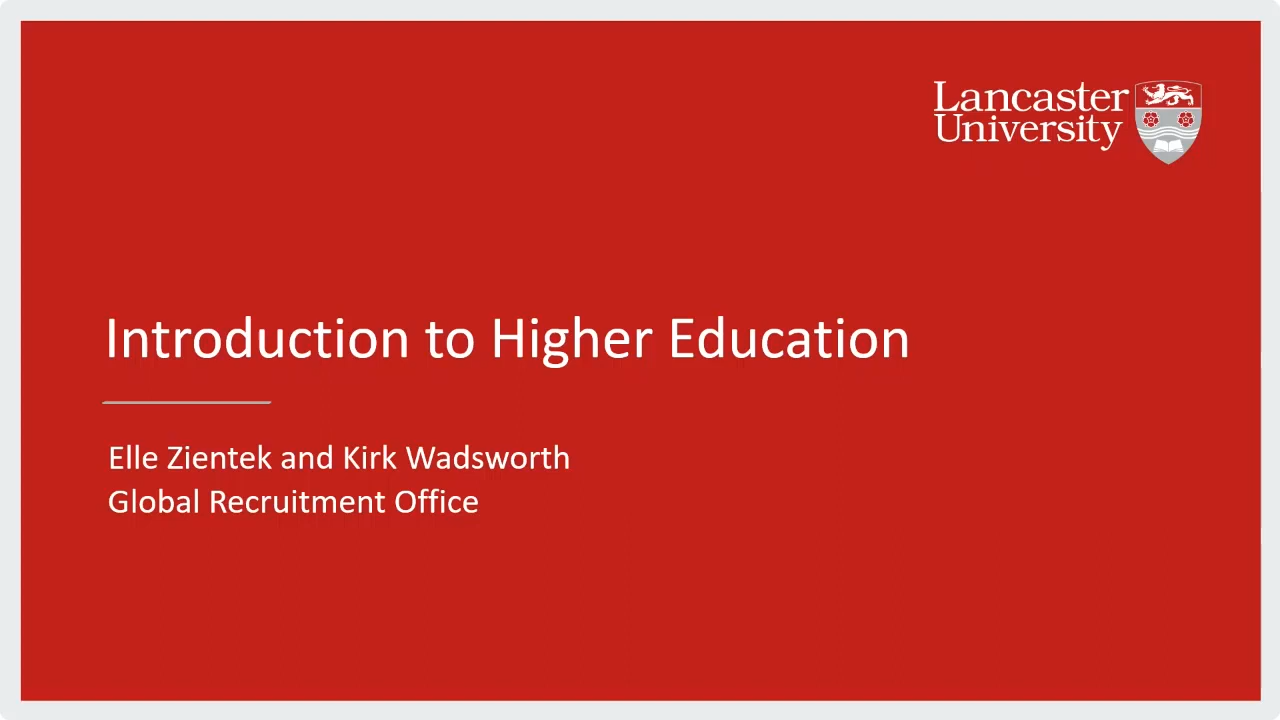 Lancaster
University
Introduction to Higher Education
Elle Zientek and Kirk Wadsworth
Global Recruitment Office